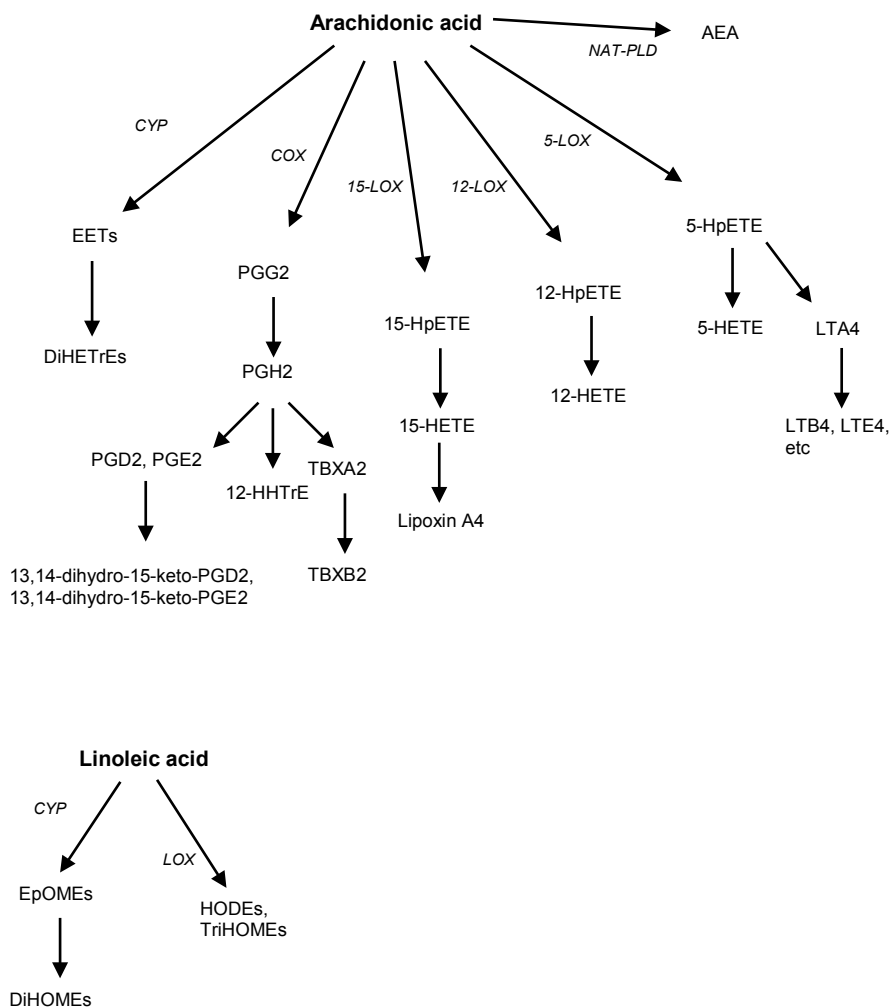 Arachidonic acid
AEA
NAT-PLD
CYP
COX
15-LOX
12-LOX
5-LOX
EETs
PGG2
15-HpETE
12-HpETE
5-HpETE
DiHETrEs
PGH2
15-HETE
12-HETE
5-HETE
LTA4
PGD2, PGE2
12-HHTrE
TBXA2
Lipoxin A4
LTB4, LTE4,
etc
13,14-dihydro-15-keto-PGD2,
13,14-dihydro-15-keto-PGE2
TBXB2
Linoleic acid
CYP
LOX
EpOMEs
HODEs,
TriHOMEs
DiHOMEs